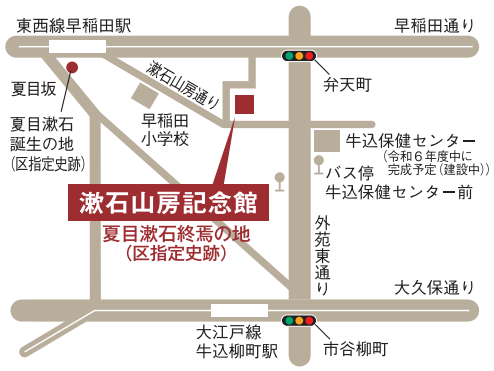 東西線早稲田駅
早稲田通り
夏目坂
漱石山房通り
弁天町
早稲田
小学校
夏目漱石
誕生の地
(区指定史跡)
牛込保健センター
(令和6年度中に
完成予定(建設中))
バス停
牛込保健センター前
漱石山房記念館
夏目漱石終焉の地
(区指定史跡)
外苑東通り
大久保通り
大江戸線
牛込柳町駅
市谷柳町